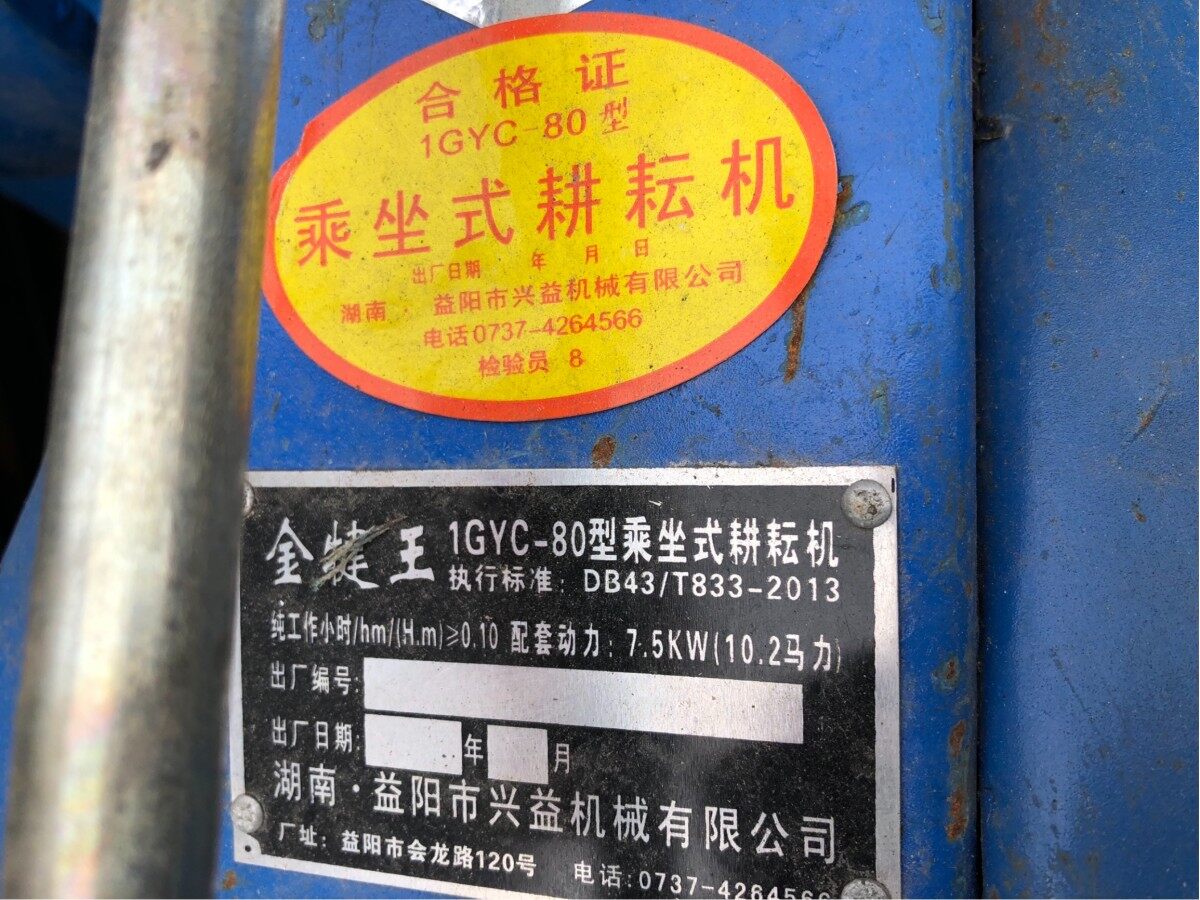 合格证
1GYC-80型
乘坐式耕耘机
出厂日期 年 月 日
湖南·益阳市兴益机械有限公司
电话0737-4264566
检验员 8
金犍王 1GYC-80型乘坐式耕耘机
执行标准: DB43/T833-2013
纯工作小时/hm/(H.m)≥0.10 配套动力: 7.5KW(10.2马力)
出厂编号:
出厂日期: 年 月
湖南·益阳市兴益机械有限公司
厂址: 益阳市会龙路120号 电话:0737-4264566